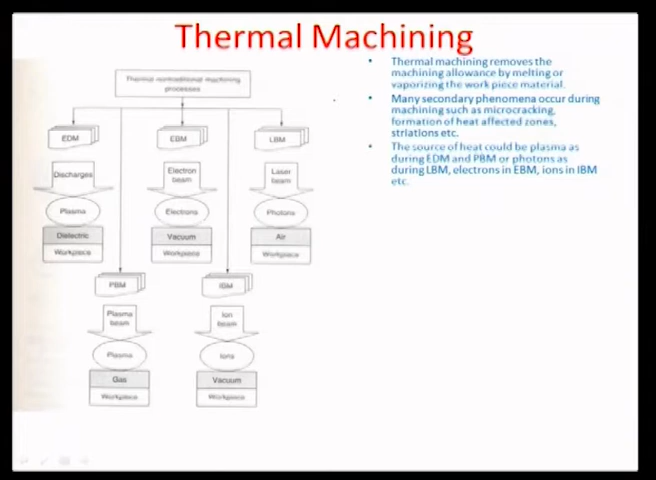 Thermal Machining
Thermal nontraditional machining
processes
EDM
EBM
LBM
Discharges
Electron
beam
Laser
beam
Plasma
Electrons
Photons
Dielectric
Vacuum
Air
Workpiece
Workpiece
Workpiece
PBM
IBM
Plasma
beam
Ion
beam
Plasma
Ions
Gas
Vacuum
Workpiece
Workpiece
• Thermal machining removes the
machining allowance by melting or
vaporizing the work piece material.
• Many secondary phenomena occur during
machining such as microcracking,
formation of heat affected zones,
striations etc.
• The source of heat could be plasma as
during EDM and PBM or photons as
during LBM, electrons in EBM, ions in IBM
etc.